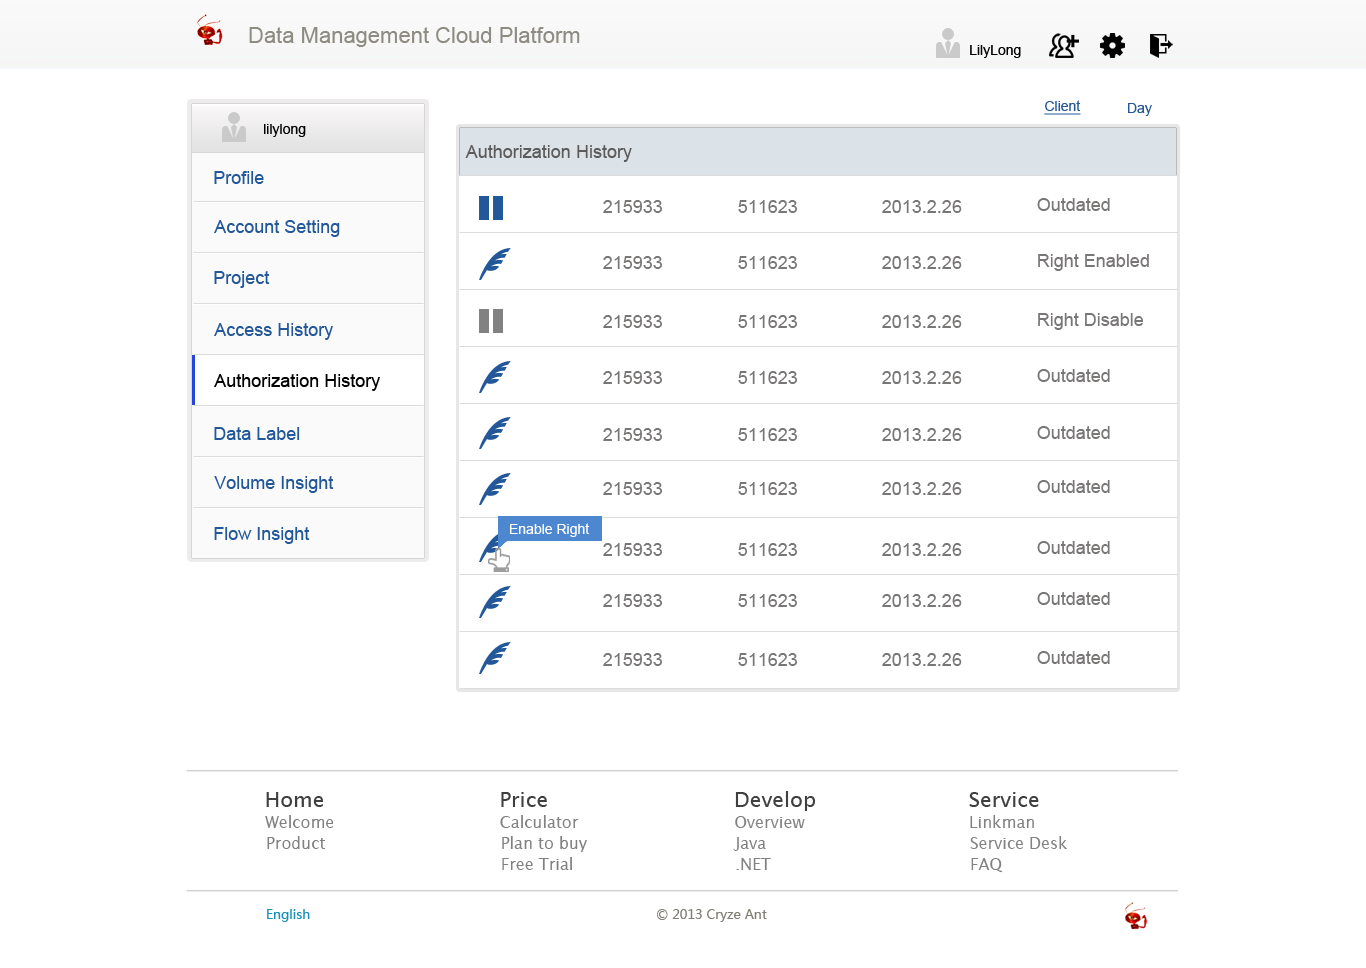 Data Management Cloud Platform
LilyLong
Client Day
lilylong
Profile
Account Setting
Project
Access History
Authorization History
Data Label
Volume Insight
Flow Insight
Authorization History
215933 511623 2013.2.26 Outdated
215933 511623 2013.2.26 Right Enabled
215933 511623 2013.2.26 Right Disable
215933 511623 2013.2.26 Outdated
215933 511623 2013.2.26 Outdated
215933 511623 2013.2.26 Outdated
Enable Right
215933 511623 2013.2.26 Outdated
215933 511623 2013.2.26 Outdated
215933 511623 2013.2.26 Outdated
Home
Welcome
Product
Price
Calculator
Plan to buy
Free Trial
Develop
Overview
Java
.NET
Service
Linkman
Service Desk
FAQ
English
© 2013 Cryze Ant